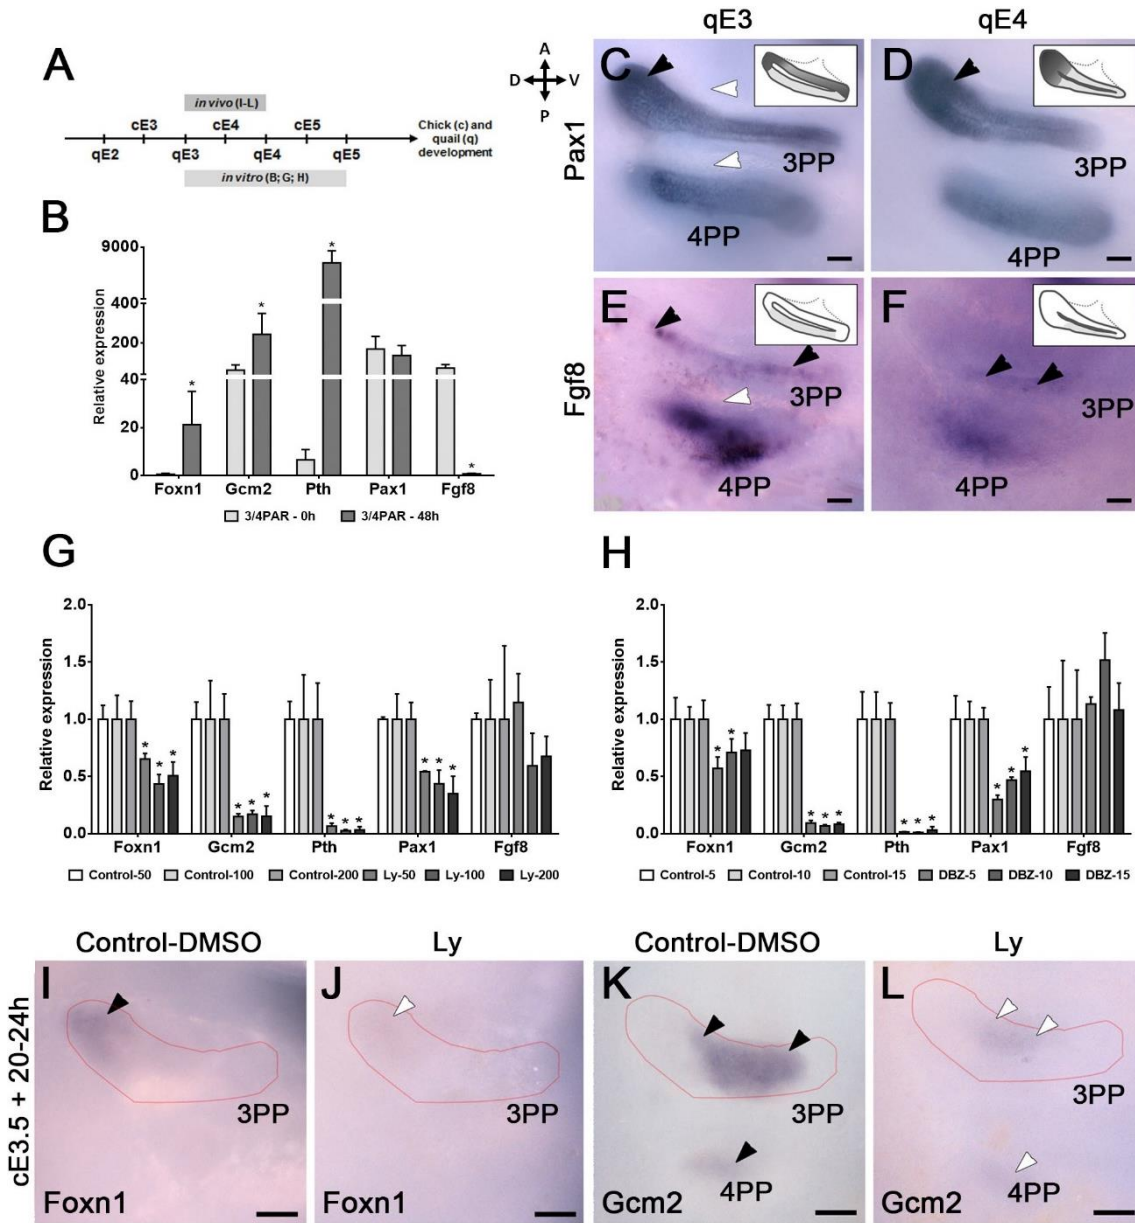 qE3
qE4
A
in vivo (I-L)
cE3
cE4
cE5
Chick (c) and
quail (q)
development
qE2
qE3
qE4
qE5
in vitro (B; G; H)
A
D
V
P
Pax1
C
3PP
4PP
D
3PP
4PP
B
Relative expression
9000
400
200
40
20
0
*
*
*
*
Foxn1
Gcm2
Pth
Pax1
Fgf8
3/4PAR - 0h
3/4PAR - 48h
Fgf8
E
3PP
4PP
F
3PP
4PP
G
Relative expression
2.0
1.5
1.0
0.5
0.0
* * *
* * *
* * *
* * *
Foxn1
Gcm2
Pth
Pax1
Fgf8
Control-50
Control-100
Control-200
Ly-50
Ly-100
Ly-200
H
Relative expression
2.0
1.5
1.0
0.5
0.0
* *
* * *
* * *
* * *
Foxn1
Gcm2
Pth
Pax1
Fgf8
Control-5
Control-10
Control-15
DBZ-5
DBZ-10
DBZ-15
Control-DMSO
Ly
Control-DMSO
Ly
cE3.5 + 20-24h
I
3PP
Foxn1
J
3PP
Foxn1
K
3PP
4PP
Gcm2
L
3PP
4PP
Gcm2